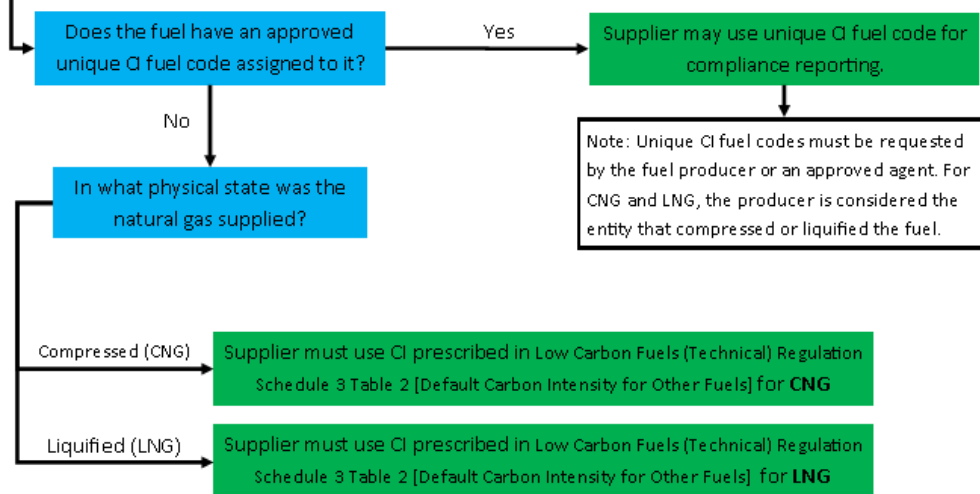 Does the fuel have an approved
unique CI fuel code assigned to it?
Yes
Supplier may use unique CI fuel code for
compliance reporting.
No
Note: Unique CI fuel codes must be requested
by the fuel producer or an approved agent. For
CNG and LNG, the producer is considered the
entity that compressed or liquified the fuel.
In what physical state was the
natural gas supplied?
Compressed (CNG)
Supplier must use CI prescribed in Low Carbon Fuels (Technical) Regulation
Schedule 3 Table 2 [Default Carbon Intensity for Other Fuels] for CNG
Liquified (LNG)
Supplier must use CI prescribed in Low Carbon Fuels (Technical) Regulation
Schedule 3 Table 2 [Default Carbon Intensity for Other Fuels] for LNG